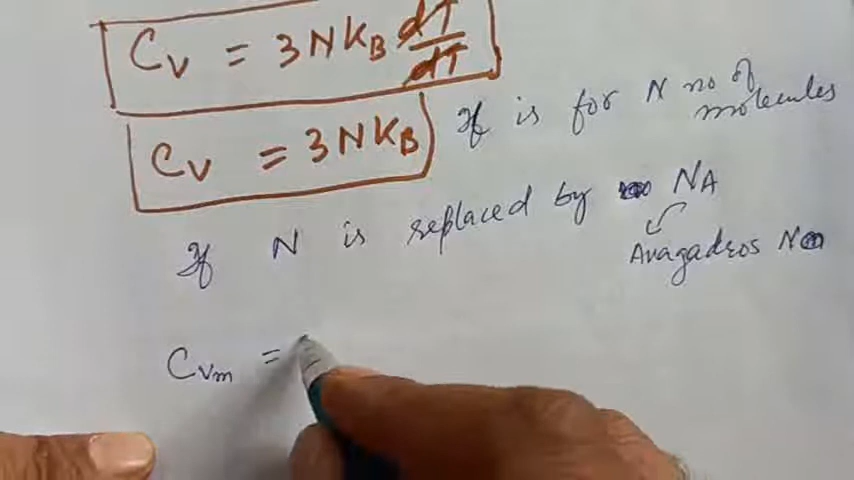 Cv = 3NKB dT/dT
Cv = 3NKB If is for N no of molecules
If N is replaced by NA
Avagadros No
Cvm =